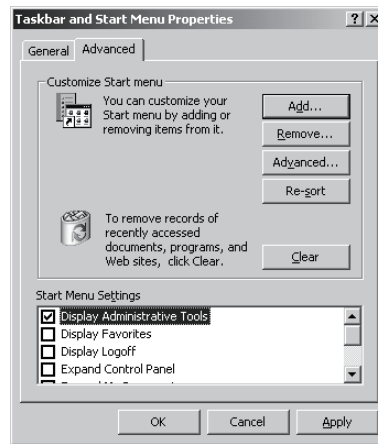 Taskbar and Start Menu Properties
General Advanced
Customize Start menu
You can customize your
Start menu by adding or
removing items from it.
Add...
Remove...
Advanced...
Re-sort
To remove records of
recently accessed
documents, programs, and
Web sites, click Clear.
Clear
Start Menu Settings
Display Administrative Tools
Display Favorites
Display Logoff
Expand Control Panel
OK Cancel Apply